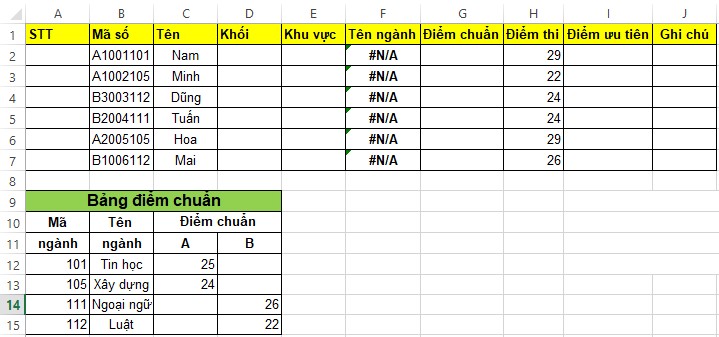 A B C D E F G H I J
1 STT Mã số Tên Khối Khu vực Tên ngành Điểm chuẩn Điểm thi Điểm ưu tiên Ghi chú
2 A1001101 Nam #N/A 29
3 A1002105 Minh #N/A 22
4 B3003112 Dũng #N/A 24
5 B2004111 Tuấn #N/A 24
6 A2005105 Hoa #N/A 29
7 B1006112 Mai #N/A 26
8
9 Bảng điểm chuẩn
10 Mã Tên Điểm chuẩn
11 ngành ngành A B
12 101 Tin học 25
13 105 Xây dựng 24
14 111 Ngoại ngữ 26
15 112 Luật 22